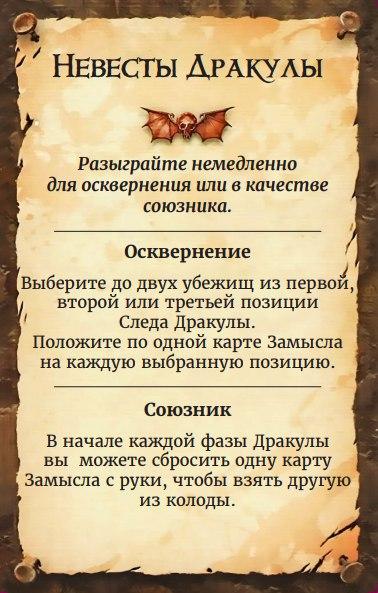 Невесты Дракулы
Разыграйте немедленно
для осквернения или в качестве
союзника.
Осквернение
Выберите до двух убежищ из первой,
второй или третьей позиции
Следа Дракулы.
Положите по одной карте Замысла
на каждую выбранную позицию.
Союзник
В начале каждой фазы Дракулы
вы можете сбросить одну карту
Замысла с руки, чтобы взять другую
из колоды.